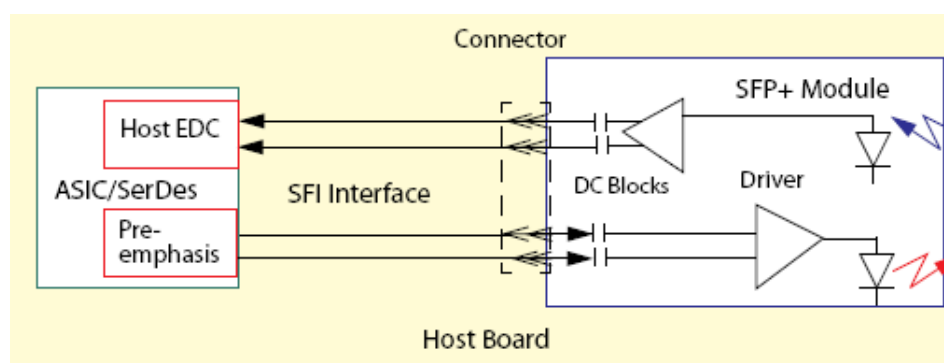 Connector
SFP+ Module
Host EDC
ASIC/SerDes
SFI Interface
DC Blocks
Driver
Pre-
emphasis
Host Board